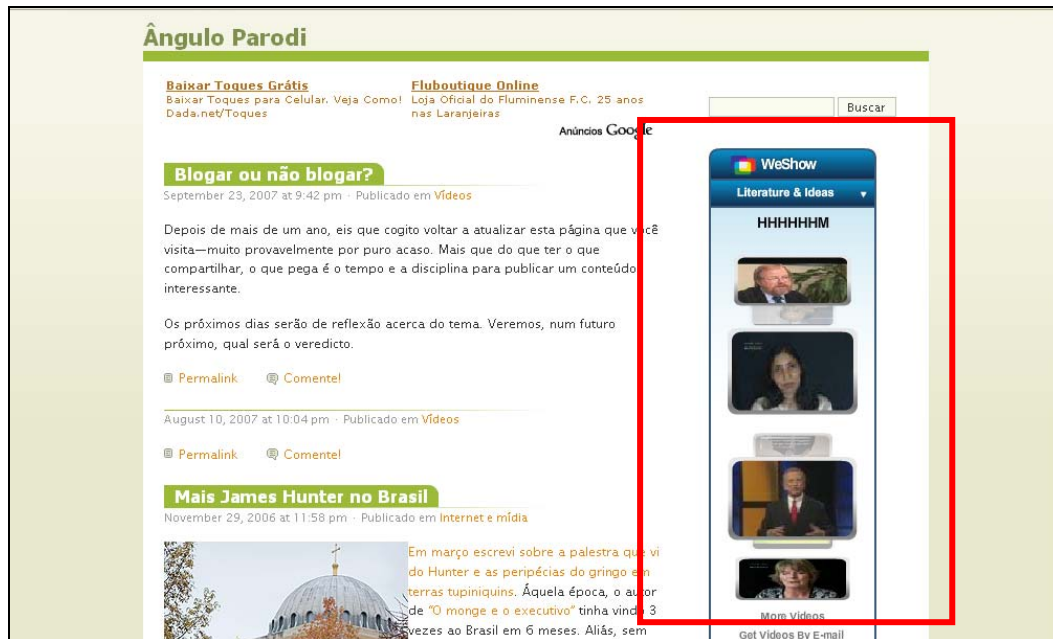 Ângulo Parodi
Baixar Toques Grátis
Baixar Toques para Celular. Veja Como!
Dada.net/Toques
Fluboutique Online
Loja Oficial do Fluminense F.C. 25 anos
nas Laranjeiras
Anúncios Google
Buscar
Blogar ou não blogar?
September 23, 2007 at 9:42 pm · Publicado em Vídeos
Depois de mais de um ano, eis que cogito voltar a atualizar esta página que você
visita—muito provavelmente por puro acaso. Mais que do que ter o que
compartilhar, o que pega é o tempo e a disciplina para publicar um conteúdo
interessante.
Os próximos dias serão de reflexão acerca do tema. Veremos, num futuro
próximo, qual será o veredicto.
Permalink Comente!
August 10, 2007 at 10:04 pm · Publicado em Vídeos
Permalink Comente!
Mais James Hunter no Brasil
November 29, 2006 at 11:58 pm · Publicado em Internet e mídia
Em março escrevi sobre a palestra que vi
do Hunter e as peripécias do gringo em
terras tupiniquins. Áquela época, o autor
de "O monge e o executivo" tinha vindo 3
vezes ao Brasil em 6 meses. Aliás, sem
WeShow
Literature & Ideas
HHHHHHM
More Videos
Get Videos By E-mail